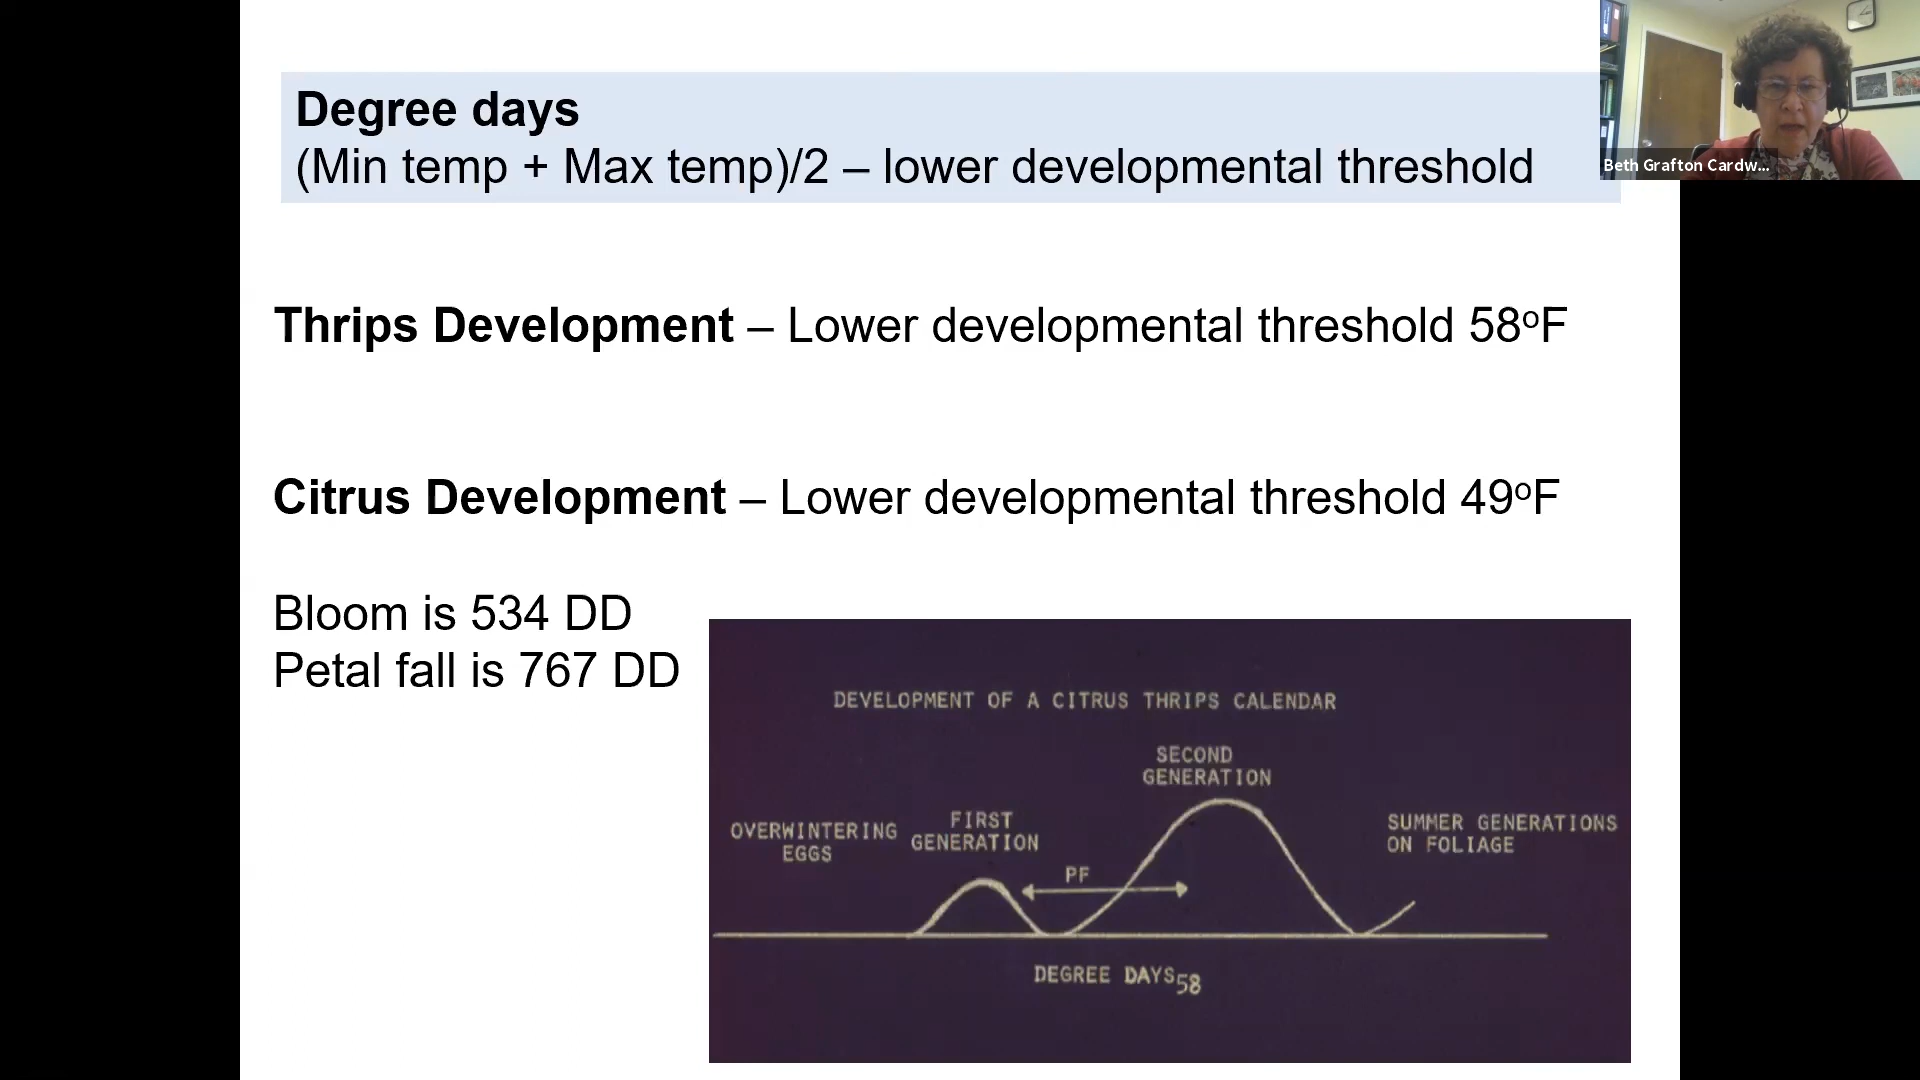 Degree days
(Min temp + Max temp)/2 – lower developmental threshold
Beth Grafton Cardw...
Thrips Development – Lower developmental threshold 58ºF
Citrus Development – Lower developmental threshold 49ºF
Bloom is 534 DD
Petal fall is 767 DD
DEVELOPMENT OF A CITRUS THRIPS CALENDAR
SECOND
GENERATION
OVERWINTERING
EGGS
FIRST
GENERATION
SUMMER GENERATIONS
ON FOLIAGE
PF
DEGREE DAYS58